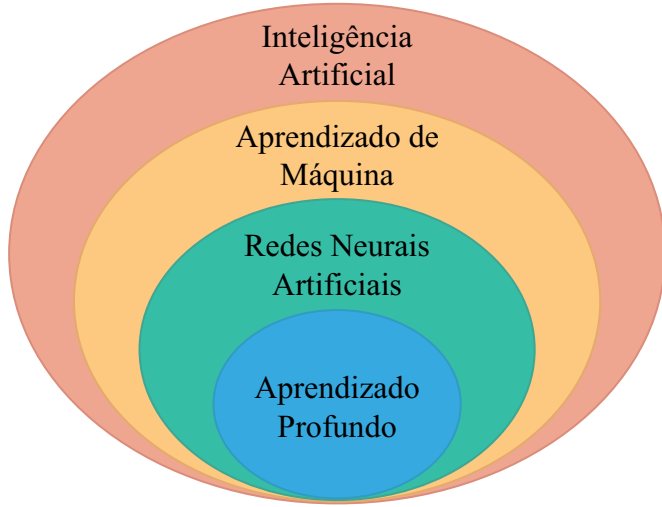 Inteligência
Artificial
Aprendizado de
Máquina
Redes Neurais
Artificiais
Aprendizado
Profundo